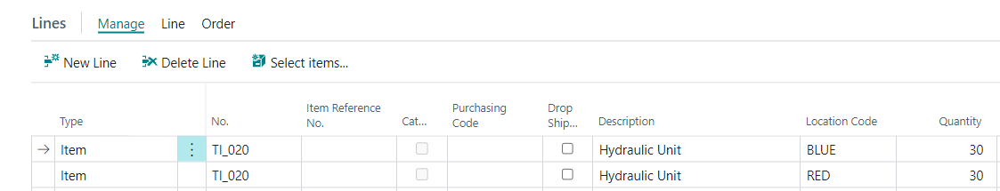 Lines Manage Line Order
New Line Delete Line Select items...
Type No. Item Reference No. Cat... Purchasing Code Drop Ship... Description Location Code Quantity
Item TI_020 Hydraulic Unit BLUE 30
Item TI_020 Hydraulic Unit RED 30